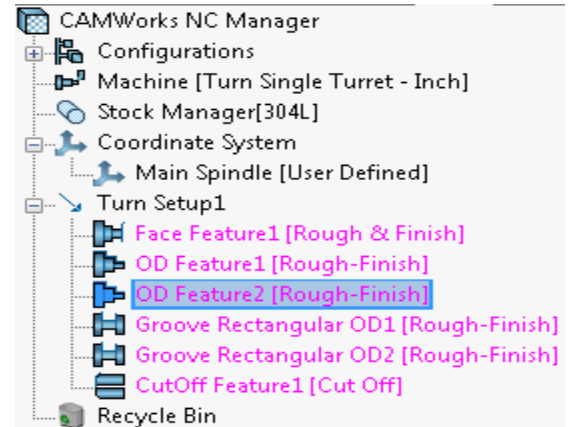 CAMWorks NC Manager
Configurations
Machine [Turn Single Turret - Inch]
Stock Manager[304L]
Coordinate System
Main Spindle [User Defined]
Turn Setup1
Face Feature1 [Rough & Finish]
OD Feature1 [Rough-Finish]
OD Feature2 [Rough-Finish]
Groove Rectangular OD1 [Rough-Finish]
Groove Rectangular OD2 [Rough-Finish]
CutOff Feature1 [Cut Off]
Recycle Bin